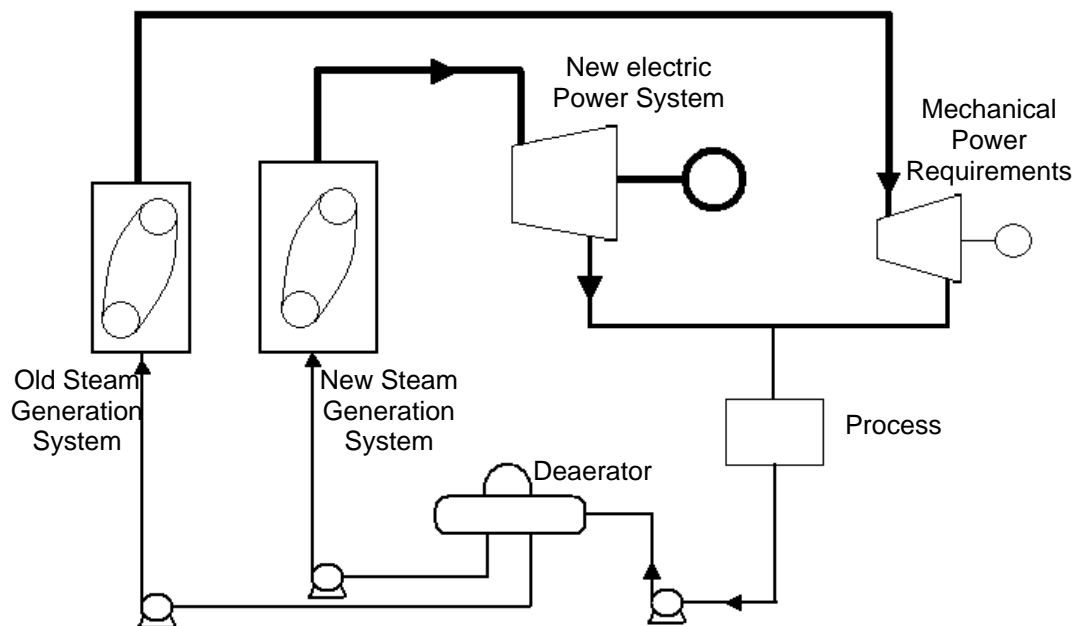 New electric
Power System
Mechanical
Power
Requirements
Old Steam
Generation
System
New Steam
Generation
System
Process
Deaerator